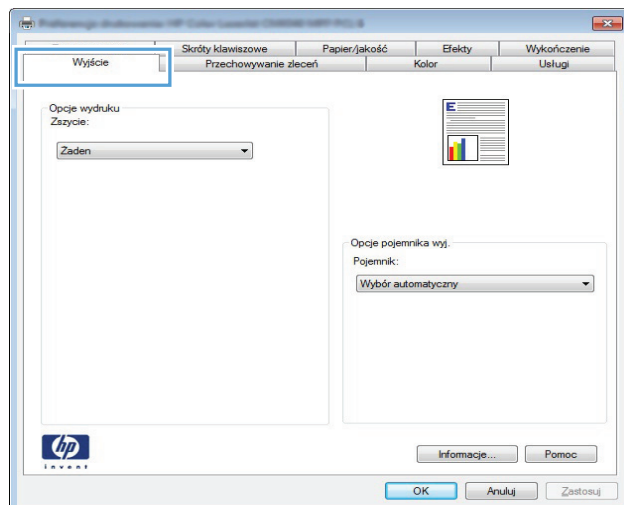 Skróty klawiszowe Papier/jakość Efekty Wykończenie
Wyjście Przechowywanie zleceń Kolor Usługi
Opcje wydruku
Zszycie:
Żaden
E
Opcje pojemnika wyj.
Pojemnik:
Wybór automatyczny
hp
invent
Informacje... Pomoc
OK Anuluj Zastosuj